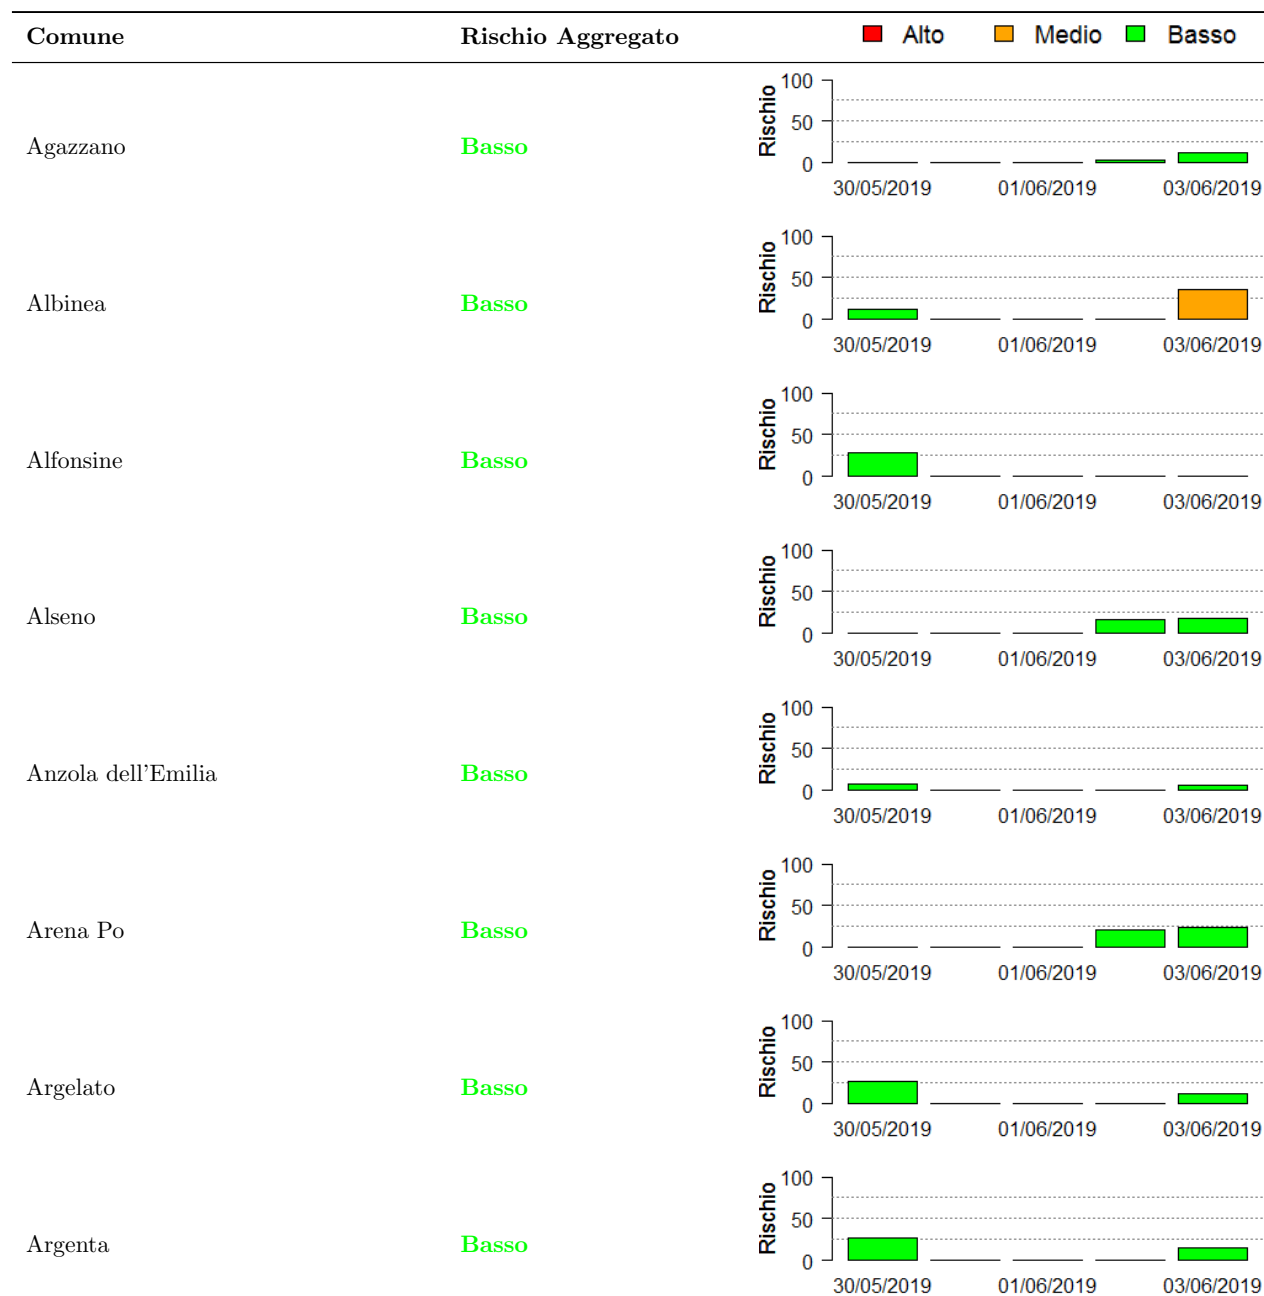 Comune Rischio Aggregato Alto Medio Basso
100
50
0
Rischio
Agazzano Basso
30/05/2019 01/06/2019 03/06/2019
100
50
0
Rischio
Albinea Basso
30/05/2019 01/06/2019 03/06/2019
100
50
0
Rischio
Alfonsine Basso
30/05/2019 01/06/2019 03/06/2019
100
50
0
Rischio
Alseno Basso
30/05/2019 01/06/2019 03/06/2019
100
50
0
Rischio
Anzola dell'Emilia Basso
30/05/2019 01/06/2019 03/06/2019
100
50
0
Rischio
Arena Po Basso
30/05/2019 01/06/2019 03/06/2019
100
50
0
Rischio
Argelato Basso
30/05/2019 01/06/2019 03/06/2019
100
50
0
Rischio
Argenta Basso
30/05/2019 01/06/2019 03/06/2019